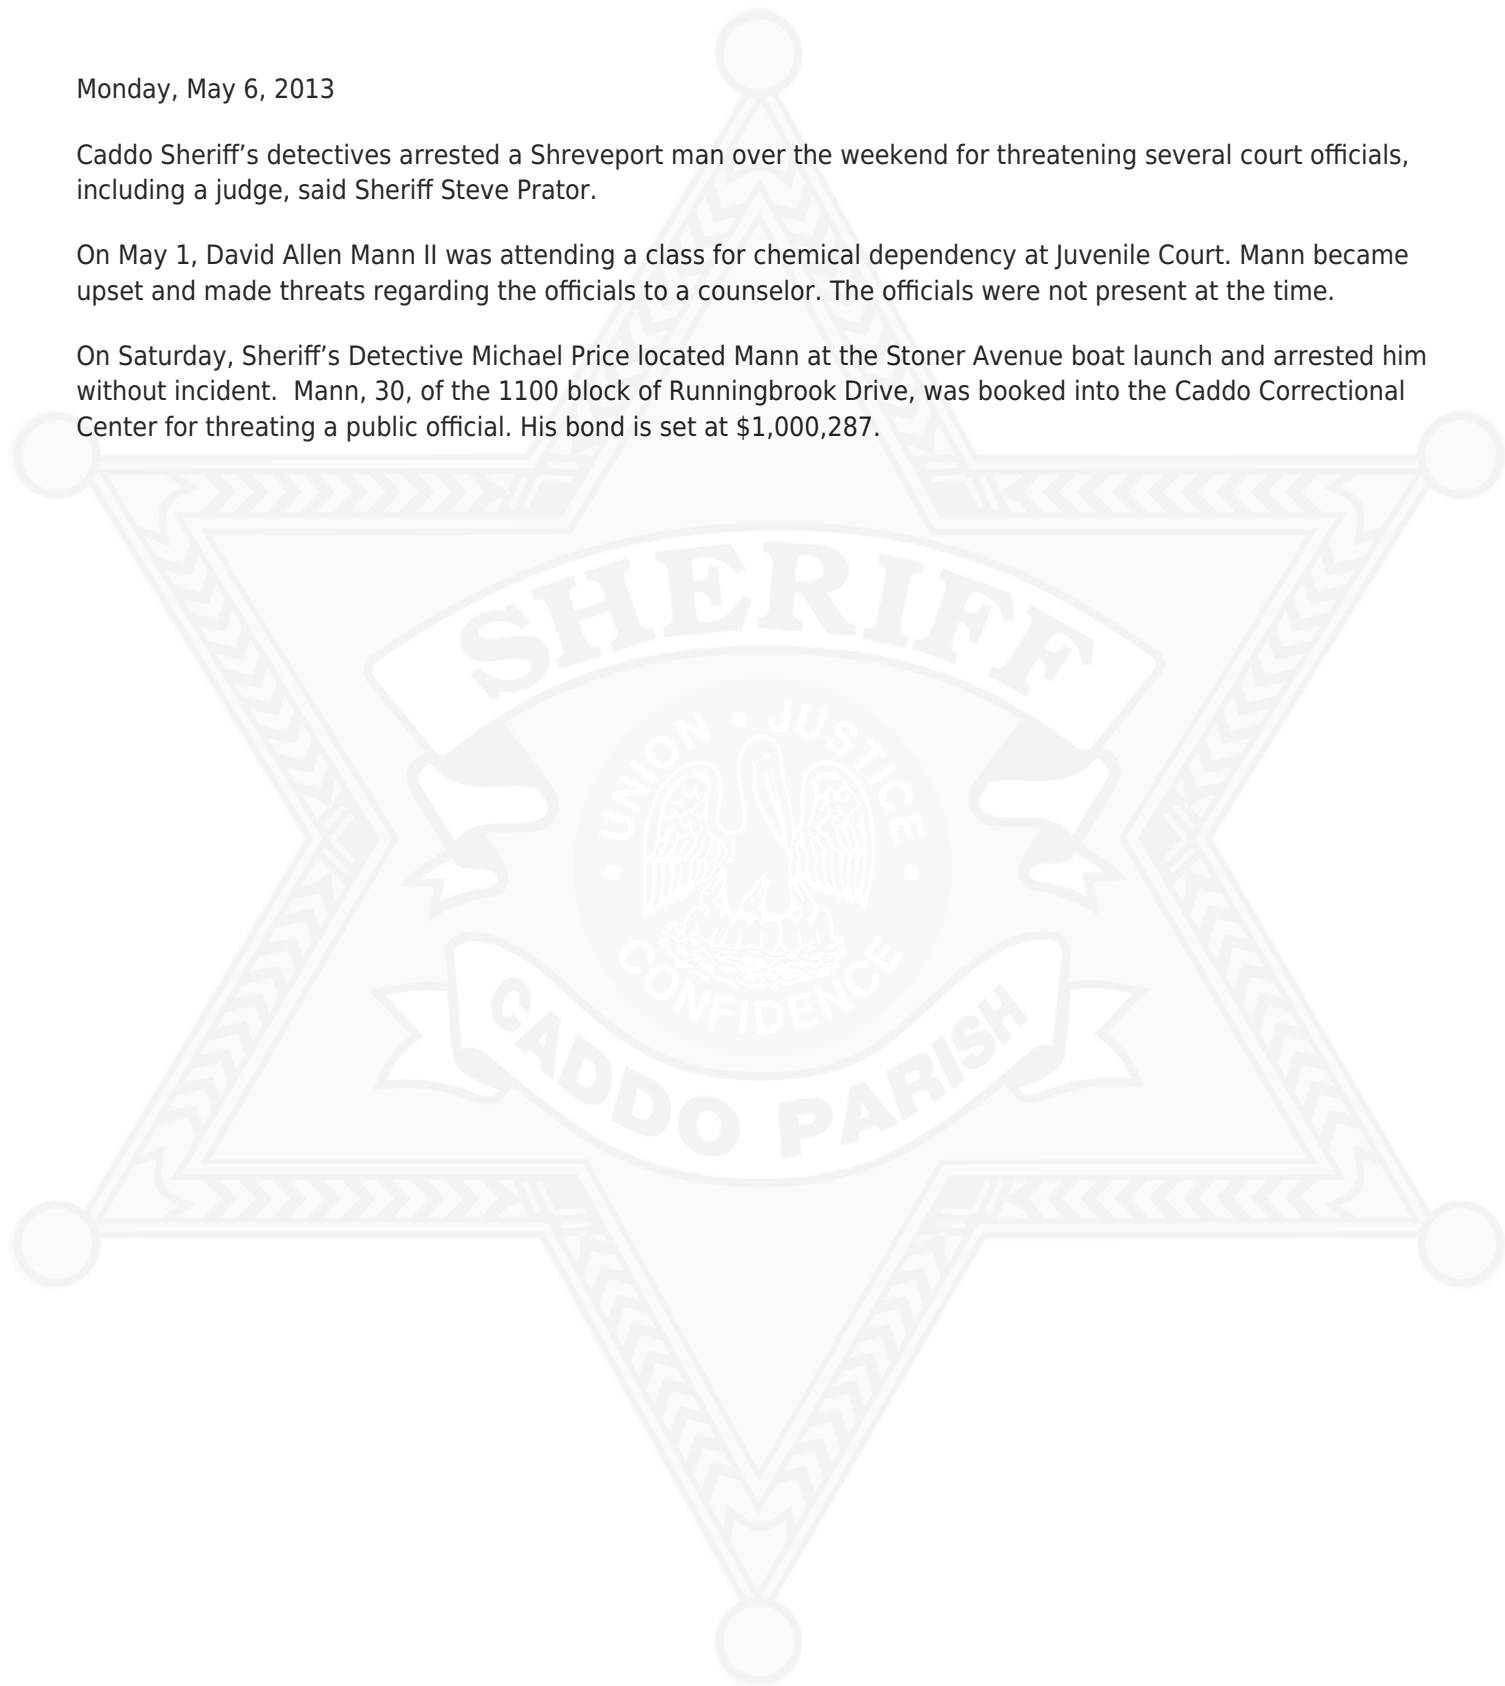 Monday, May 6, 2013
Caddo Sheriff’s detectives arrested a Shreveport man over the weekend for threatening several court officials,
including a judge, said Sheriff Steve Prator.
On May 1, David Allen Mann II was attending a class for chemical dependency at Juvenile Court. Mann became
upset and made threats regarding the officials to a counselor. The officials were not present at the time.
On Saturday, Sheriff’s Detective Michael Price located Mann at the Stoner Avenue boat launch and arrested him
without incident.  Mann, 30, of the 1100 block of Runningbrook Drive, was booked into the Caddo Correctional
Center for threating a public official. His bond is set at $1,000,287.
SHERIFF
UNION • JUSTICE
• CONFIDENCE •
CADDO PARISH